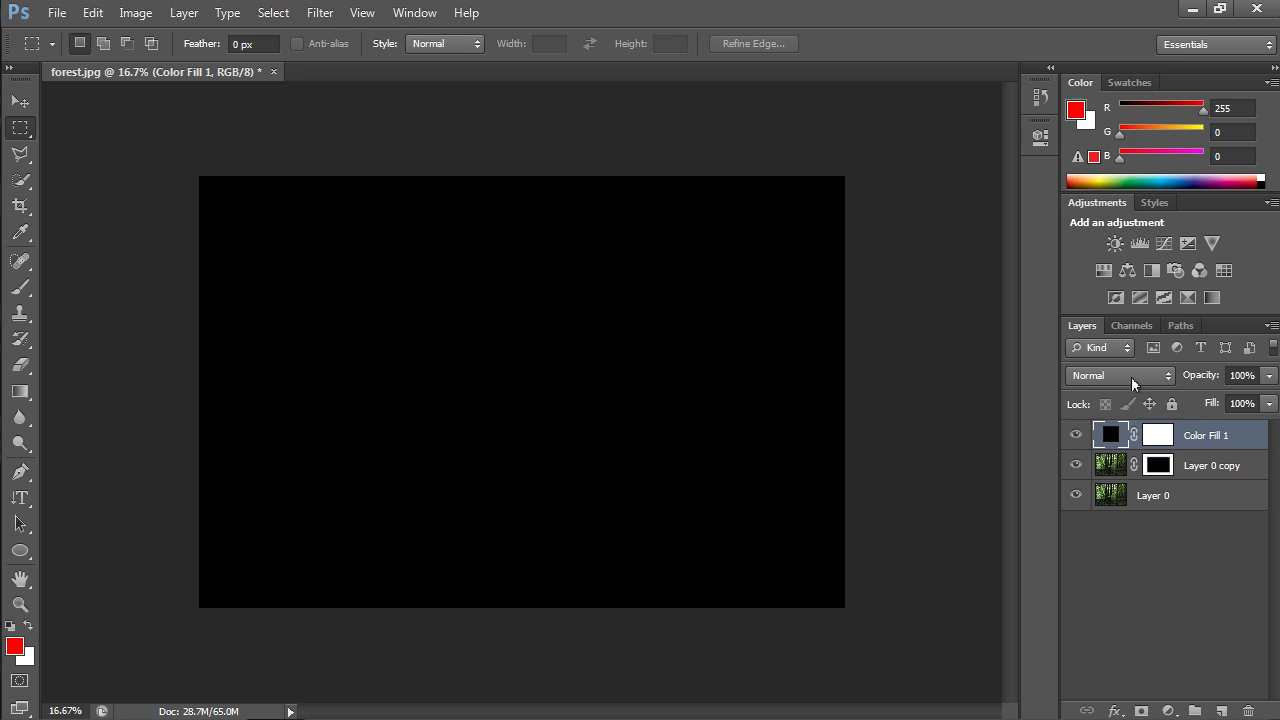 Ps File Edit Image Layer Type Select Filter View Window Help
Feather: 0 px Anti-alias Style: Normal Width: Height: Refine Edge... Essentials
forest.jpg @ 16.7% (Color Fill 1, RGB/8) * ×
Color Swatches
R 255
G 0
B 0
Adjustments Styles
Add an adjustment
Layers Channels Paths
Kind
Normal Opacity: 100%
Lock: Fill: 100%
Color Fill 1
Layer 0 copy
Layer 0
16.67% Doc: 28.7M/65.0M